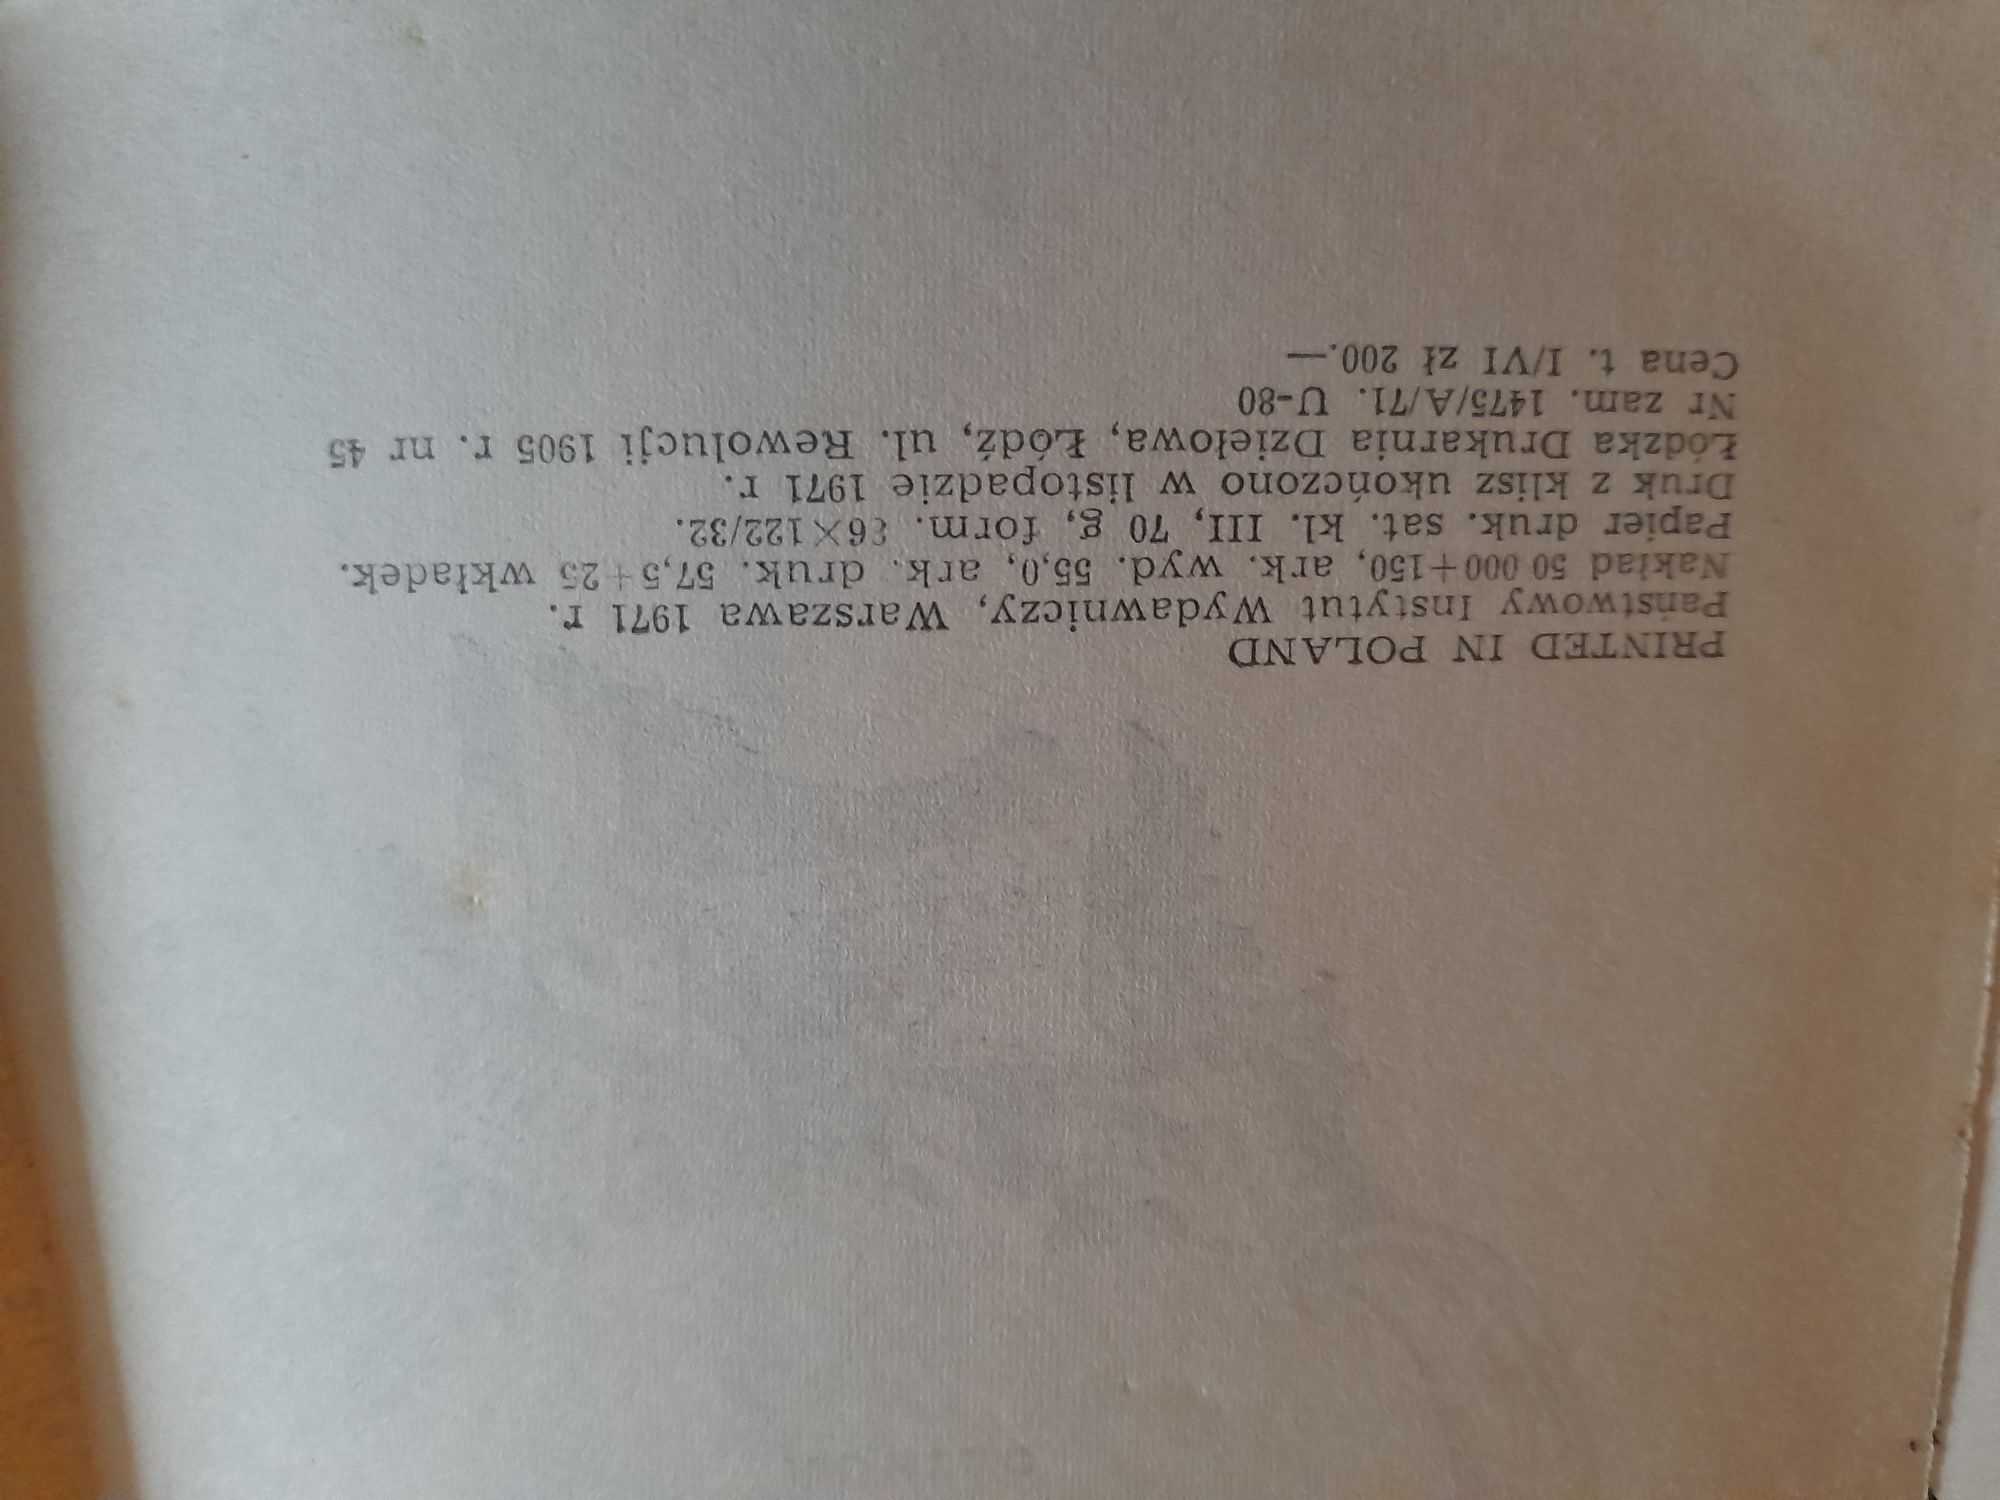 PRINTED IN POLAND
Państwowy Instytut Wydawniczy, Warszawa 1971 r.
Nakład 50 000+150, ark. wyd. 55,0, ark. druk. 57,5+25 wkładek.
Papier druk. sat. kl. III, 70 g, form. 86×122/32.
Druk z klisz ukończono w listopadzie 1971 r.
Łódzka Drukarnia Dziełowa, Łódź, ul. Rewolucji 1905 r. nr 45
Nr zam. 1475/A/71. U-80
Cena t. I/VI zł 200.—